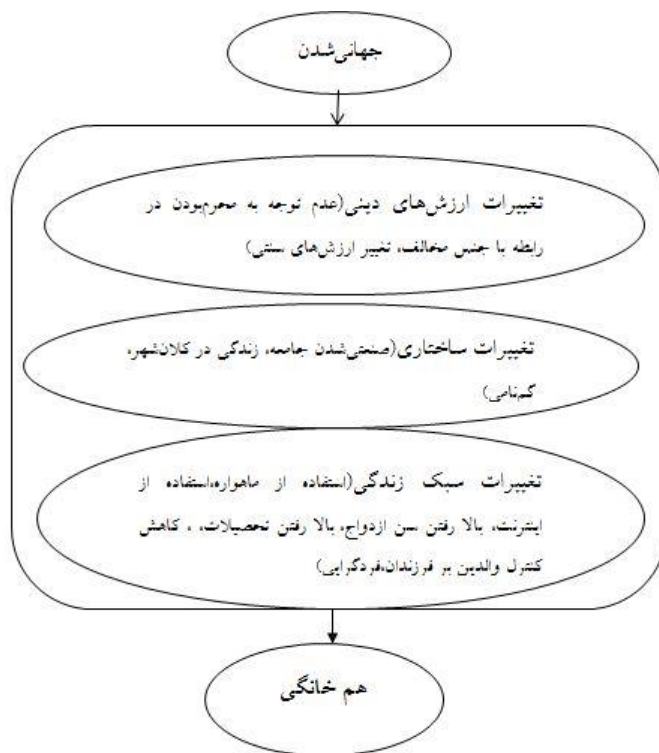 جهانی‌شدن
تغییرات ارزش‌های دینی(عدم توجه به محرم‌بودن در
رابطه با جنس مخالف، تغییر ارزش‌های سنتی)
تغییرات ساختاری(صنعتی‌شدن جامعه، زندگی در کلان‌شهر،
گم‌نامی)
تغییرات سبک زندگی(استفاده از ماهواره،استفاده از
اینترنت، بالا رفتن سن ازدواج، بالا رفتن تحصیلات، ، کاهش
کنترل والدین بر فرزندان،فردگرایی)
هم خانگی